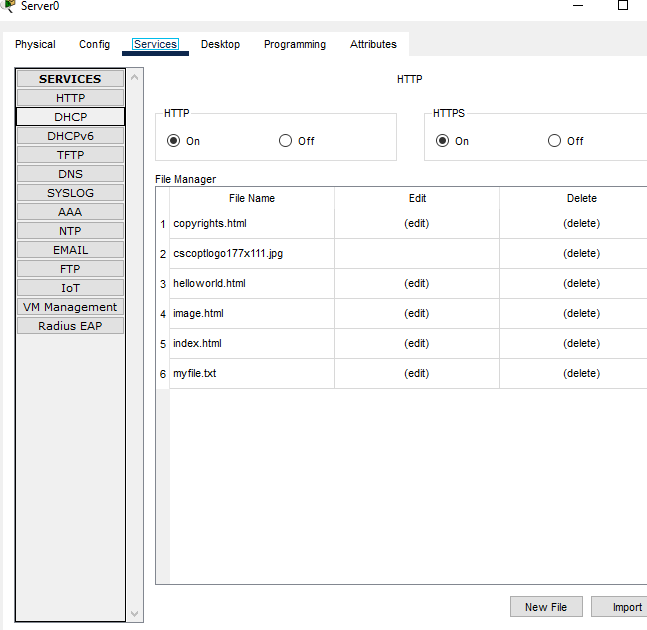 Server0
Physical Config Services Desktop Programming Attributes
SERVICES
HTTP
DHCP
DHCPv6
TFTP
DNS
SYSLOG
AAA
NTP
EMAIL
FTP
IoT
VM Management
Radius EAP
HTTP
HTTP
On Off
HTTPS
On Off
File Manager
File Name Edit Delete
1 copyrights.html (edit) (delete)
2 cscoptlogo177x111.jpg (delete)
3 helloworld.html (edit) (delete)
4 image.html (edit) (delete)
5 index.html (edit) (delete)
6 myfile.txt (edit) (delete)
New File Import